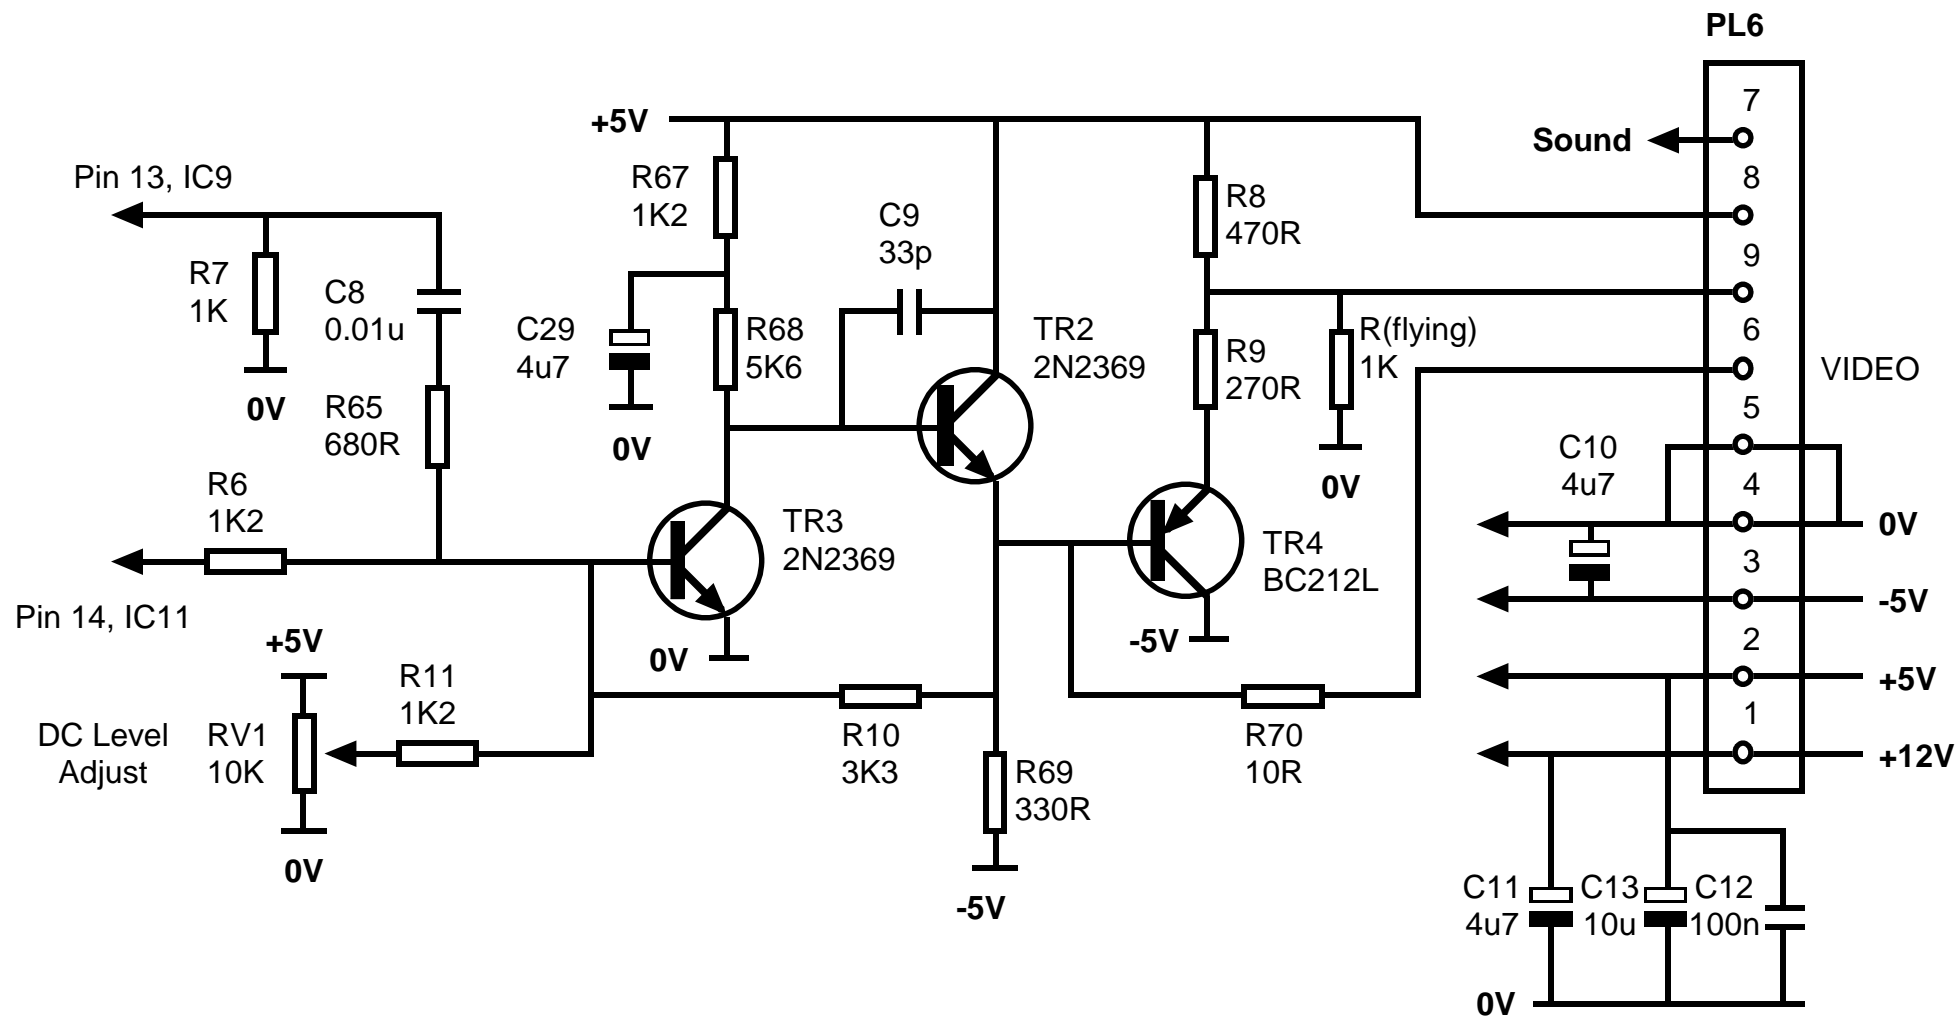 PL6
7
+5V
Sound
Pin 13, IC9
R67
1K2
8
R8
470R
C9
33p
9
R7
1K
C8
0.01u
C29
4u7
R68
5K6
TR2
2N2369
R9
270R
R(flying)
1K
6
VIDEO
0V
R65
680R
0V
5
C10
4u7
0V
R6
1K2
4
TR3
2N2369
TR4
BC212L
0V
3
Pin 14, IC11
-5V
+5V
0V
-5V
2
R11
1K2
+5V
1
DC Level
Adjust
RV1
10K
R10
3K3
R69
330R
R70
10R
+12V
0V
-5V
C11
4u7
C13
10u
C12
100n
0V